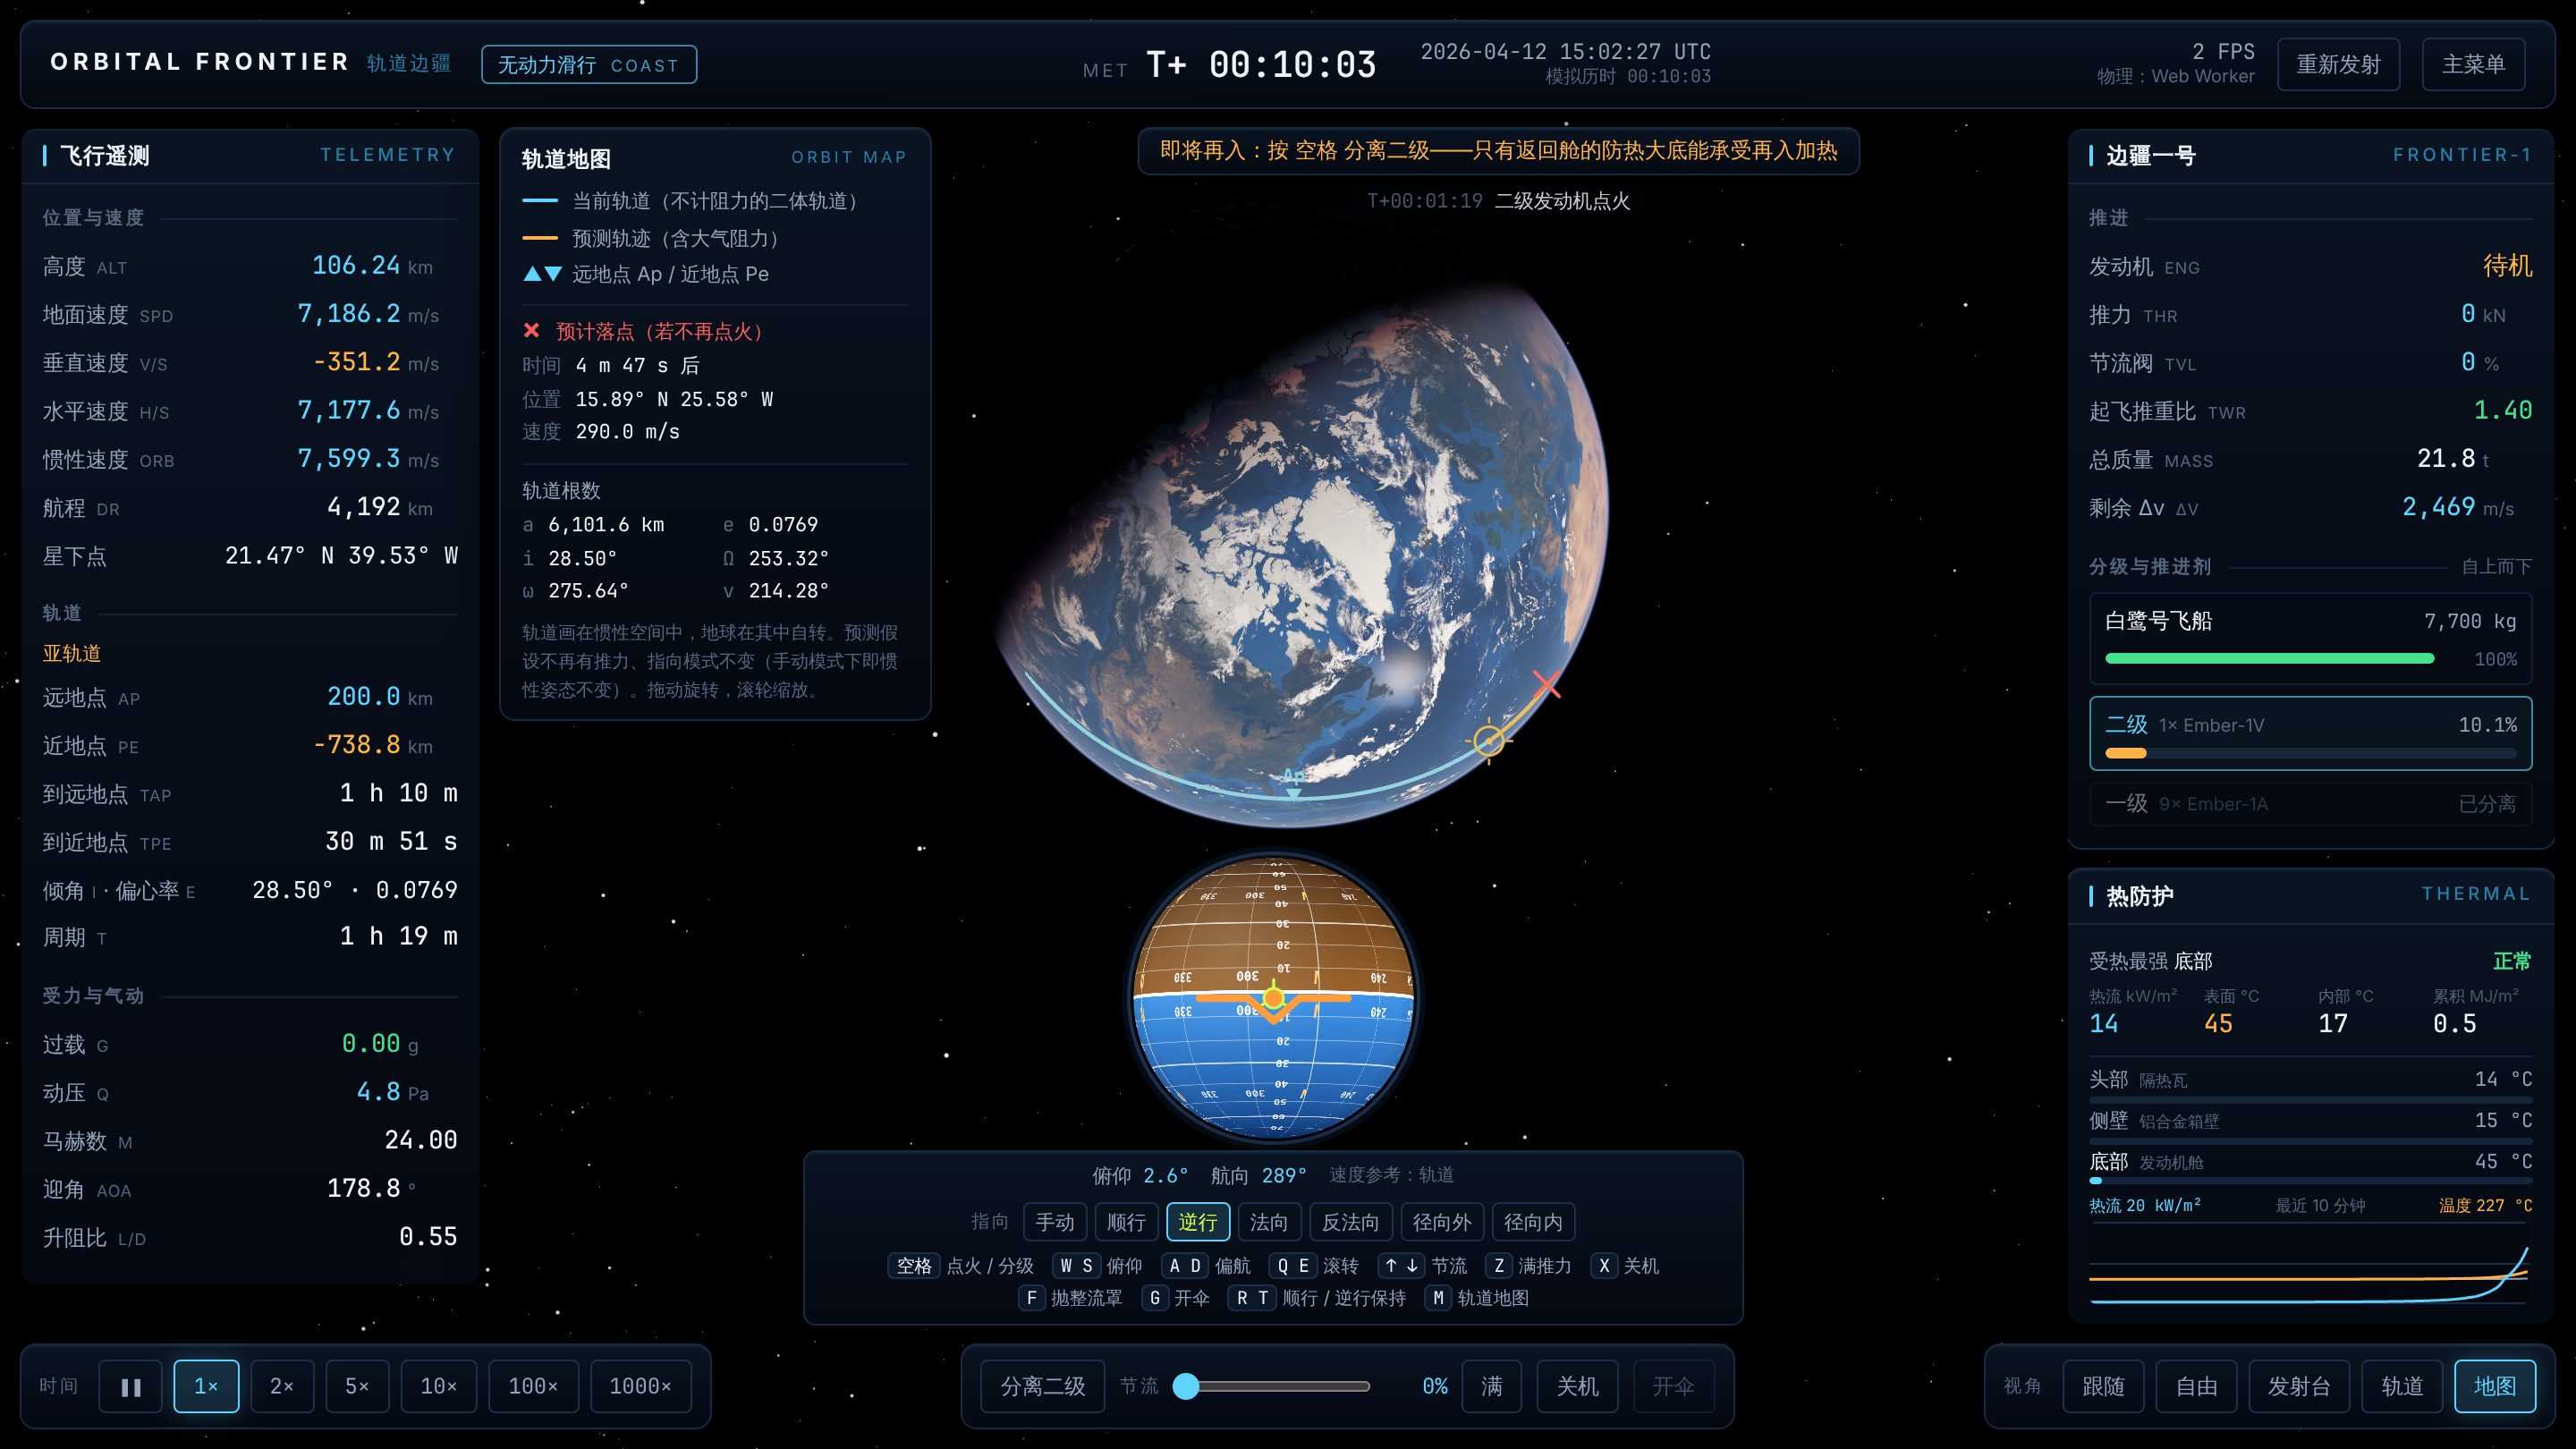 ORBITAL FRONTIER 轨道边疆 无动力滑行 COAST
MET T+ 00:10:03
2026-04-12 15:02:27 UTC
模拟历时 00:10:03
2 FPS
物理：Web Worker
重新发射 主菜单
飞行遥测 TELEMETRY
位置与速度
高度 ALT 106.24 km
地面速度 SPD 7,186.2 m/s
垂直速度 V/S -351.2 m/s
水平速度 H/S 7,177.6 m/s
惯性速度 ORB 7,599.3 m/s
航程 DR 4,192 km
星下点 21.47° N 39.53° W
轨道
亚轨道
远地点 AP 200.0 km
近地点 PE -738.8 km
到远地点 TAP 1 h 10 m
到近地点 TPE 30 m 51 s
倾角 I · 偏心率 E 28.50° · 0.0769
周期 T 1 h 19 m
受力与气动
过载 G 0.00 g
动压 Q 4.8 Pa
马赫数 M 24.00
迎角 AOA 178.8 °
升阻比 L/D 0.55
轨道地图 ORBIT MAP
当前轨道（不计阻力的二体轨道）
预测轨迹（含大气阻力）
▲▼ 远地点 Ap / 近地点 Pe
✕ 预计落点（若不再点火）
时间 4 m 47 s 后
位置 15.89° N 25.58° W
速度 290.0 m/s
轨道根数
a 6,101.6 km e 0.0769
i 28.50° Ω 253.32°
ω 275.64° ν 214.28°
轨道画在惯性空间中，地球在其中自转。预测假
设不再有推力、指向模式不变（手动模式下即惯
性姿态不变）。拖动旋转，滚轮缩放。
即将再入：按 空格 分离二级——只有返回舱的防热大底能承受再入加热
T+00:01:19 二级发动机点火
Ap
俯仰 2.6° 航向 289° 速度参考：轨道
指向 手动 顺行 逆行 法向 反法向 径向外 径向内
空格 点火 / 分级 W S 俯仰 A D 偏航 Q E 滚转 ↑ ↓ 节流 Z 满推力 X 关机
F 抛整流罩 G 开伞 R T 顺行 / 逆行保持 M 轨道地图
边疆一号 FRONTIER-1
推进
发动机 ENG 待机
推力 THR 0 kN
节流阀 TVL 0 %
起飞推重比 TWR 1.40
总质量 MASS 21.8 t
剩余 Δv ΔV 2,469 m/s
分级与推进剂 自上而下
白鹭号飞船 7,700 kg
100%
二级 1× Ember-1V 10.1%
一级 9× Ember-1A 已分离
热防护 THERMAL
受热最强 底部 正常
热流 kW/m² 表面 °C 内部 °C 累积 MJ/m²
14 45 17 0.5
头部 隔热瓦 14 °C
侧壁 铝合金箱壁 15 °C
底部 发动机舱 45 °C
热流 20 kW/m² 最近 10 分钟 温度 227 °C
时间 1× 2× 5× 10× 100× 1000×
分离二级 节流 0% 满 关机 开伞
视角 跟随 自由 发射台 轨道 地图